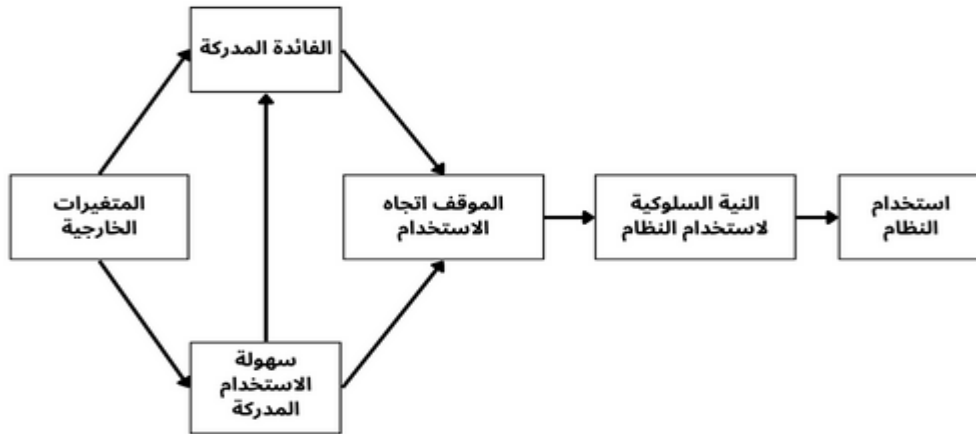 الفائدة المدركة
المتغيرات
الخارجية
الموقف اتجاه
الاستخدام
النية السلوكية
لاستخدام النظام
استخدام
النظام
سهولة
الاستخدام
المدركة